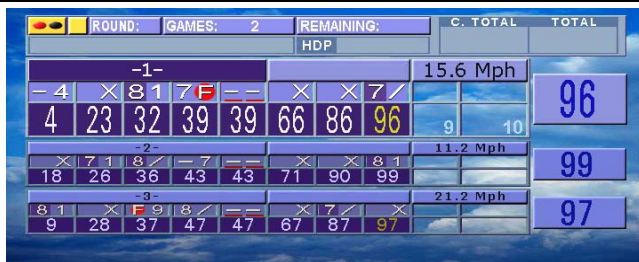 ROUND: GAMES: 2 REMAINING: C. TOTAL TOTAL
HDP
-1- 15.6 Mph
- 4 X 8 1 7 F - - X X 7 / 96
4 23 32 39 39 66 86 96 9 10
-2- 11.2 Mph
X 7 1 8 / - 7 - - X X 8 1 99
18 26 36 43 43 71 90 99
-3- 21.2 Mph
8 1 X F 9 8 / - - X 7 / X 97
9 28 37 47 47 67 87 97